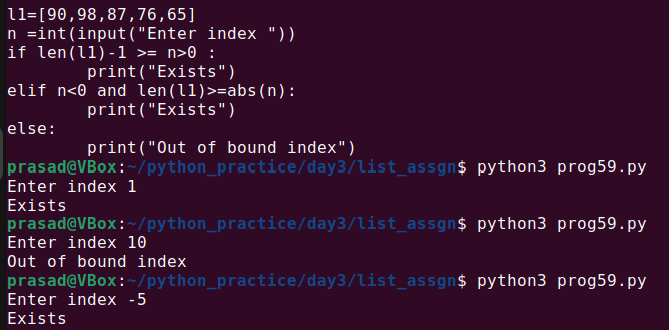 l1=[90,98,87,76,65]
n =int(input("Enter index "))
if len(l1)-1 >= n>0 :
        print("Exists")
elif n<0 and len(l1)>=abs(n):
        print("Exists")
else:
        print("Out of bound index")
prasad@VBox:~/python_practice/day3/list_assgn$ python3 prog59.py
Enter index 1
Exists
prasad@VBox:~/python_practice/day3/list_assgn$ python3 prog59.py
Enter index 10
Out of bound index
prasad@VBox:~/python_practice/day3/list_assgn$ python3 prog59.py
Enter index -5
Exists